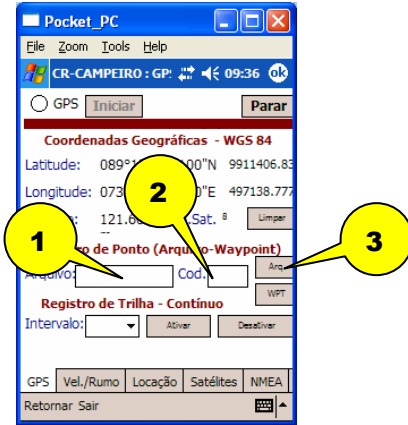 Pocket_PC
File Zoom Tools Help
CR-CAMPEIRO : GP: 09:36 ok
GPS Iniciar Parar
Coordenadas Geográficas - WGS 84
Latitude: 00"N 9911406.83
Longitude: 073 0"E 497138.777
121.6 .Sat. 8 Limpar
2
1
3
ro de Ponto (Arquivo-Waypoint)
Arquivo: Cod. Arq.
WPT
Registro de Trilha - Contínuo
Intervalo: Ativar Desativar
GPS Vel./Rumo Locação Satélites NMEA
Retornar Sair